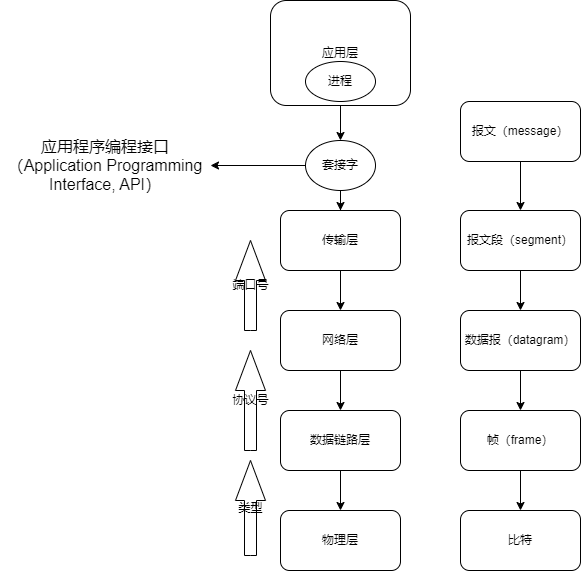 应用层
进程
报文（message）
应用程序编程接口
（Application Programming
Interface, API）
套接字
传输层
报文段（segment）
端口号
网络层
数据报（datagram）
协议号
数据链路层
帧（frame）
类型
物理层
比特